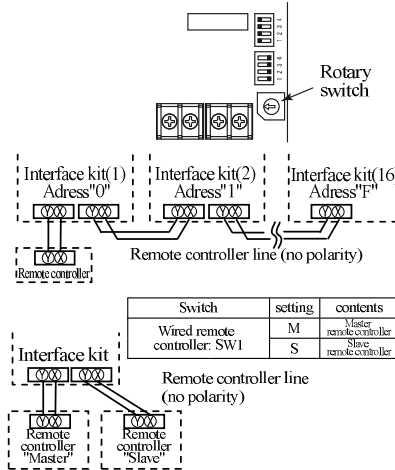 1 2 3 4
1 2 3 4
Rotary
switch
Interface kit(1)
Adress"0"
Interface kit(2)
Adress"1"
Interface kit(16)
Adress"F"
Ⓨ Ⓧ
Ⓨ Ⓧ
Ⓨ Ⓧ
Ⓨ Ⓧ
Ⓨ Ⓧ
Ⓨ Ⓧ
Remote controller
Remote controller line (no polarity)
Switch setting contents
Wired remote
controller: SW1
M Master
remote controller
S Slave
remote controller
Interface kit
Ⓨ Ⓧ
Ⓨ Ⓧ
Remote controller line
(no polarity)
Ⓨ Ⓧ
Ⓨ Ⓧ
Remote
controller
"Master"
Remote
controller
"Slave"